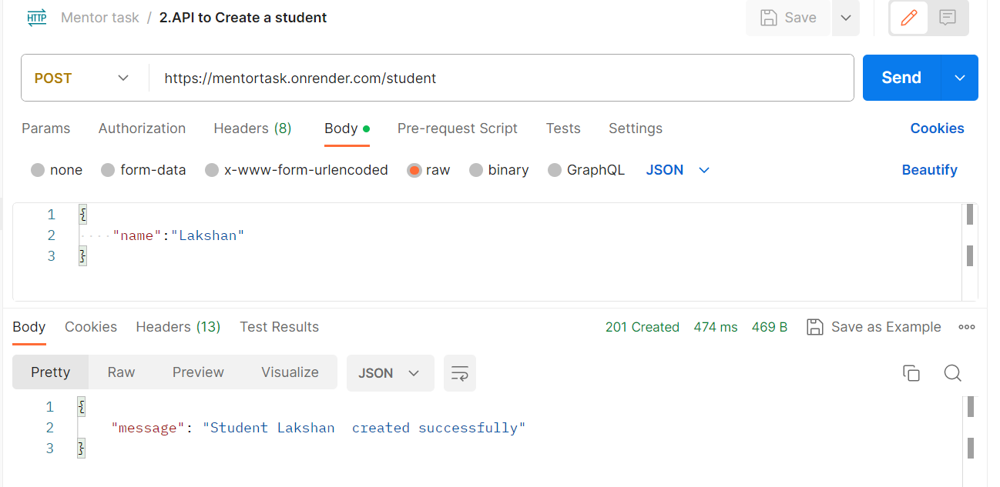 HTTP Mentor task / 2.API to Create a student Save
POST https://mentortask.onrender.com/student Send
Params Authorization Headers (8) Body Pre-request Script Tests Settings Cookies
none form-data x-www-form-urlencoded raw binary GraphQL JSON Beautify
1 {
2 "name":"Lakshan"
3 }
Body Cookies Headers (13) Test Results 201 Created 474 ms 469 B Save as Example
Pretty Raw Preview Visualize JSON
1 {
2 "message": "Student Lakshan  created successfully"
3 }